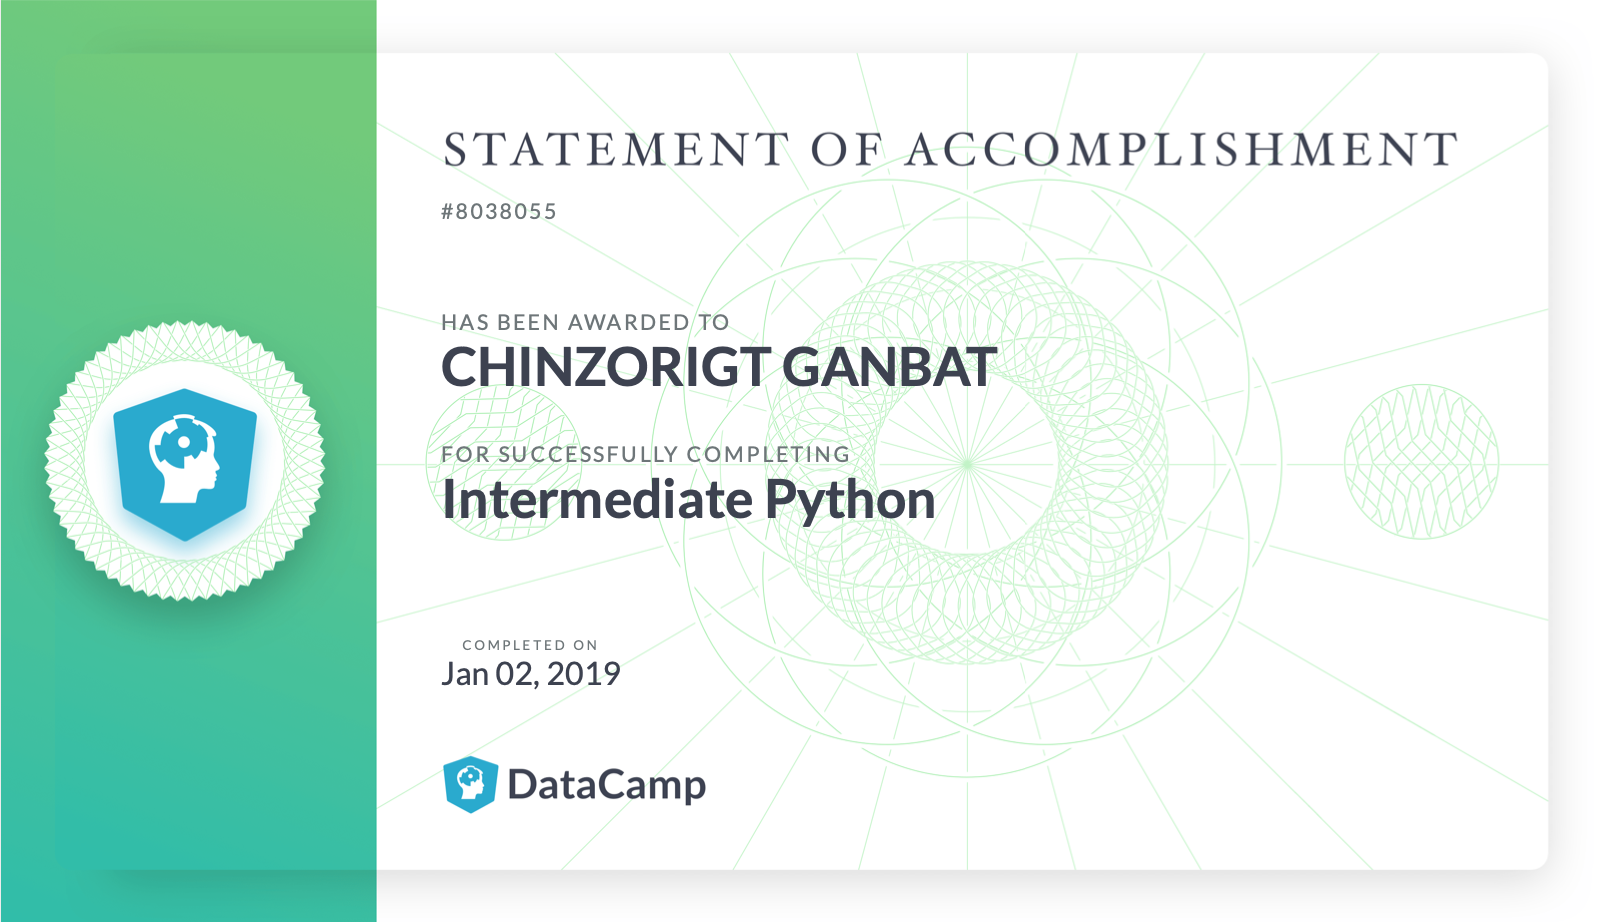 STATEMENT OF ACCOMPLISHMENT
#8038055
HAS BEEN AWARDED TO
CHINZORIGT GANBAT
FOR SUCCESSFULLY COMPLETING
Intermediate Python
COMPLETED ON
Jan 02, 2019
DataCamp